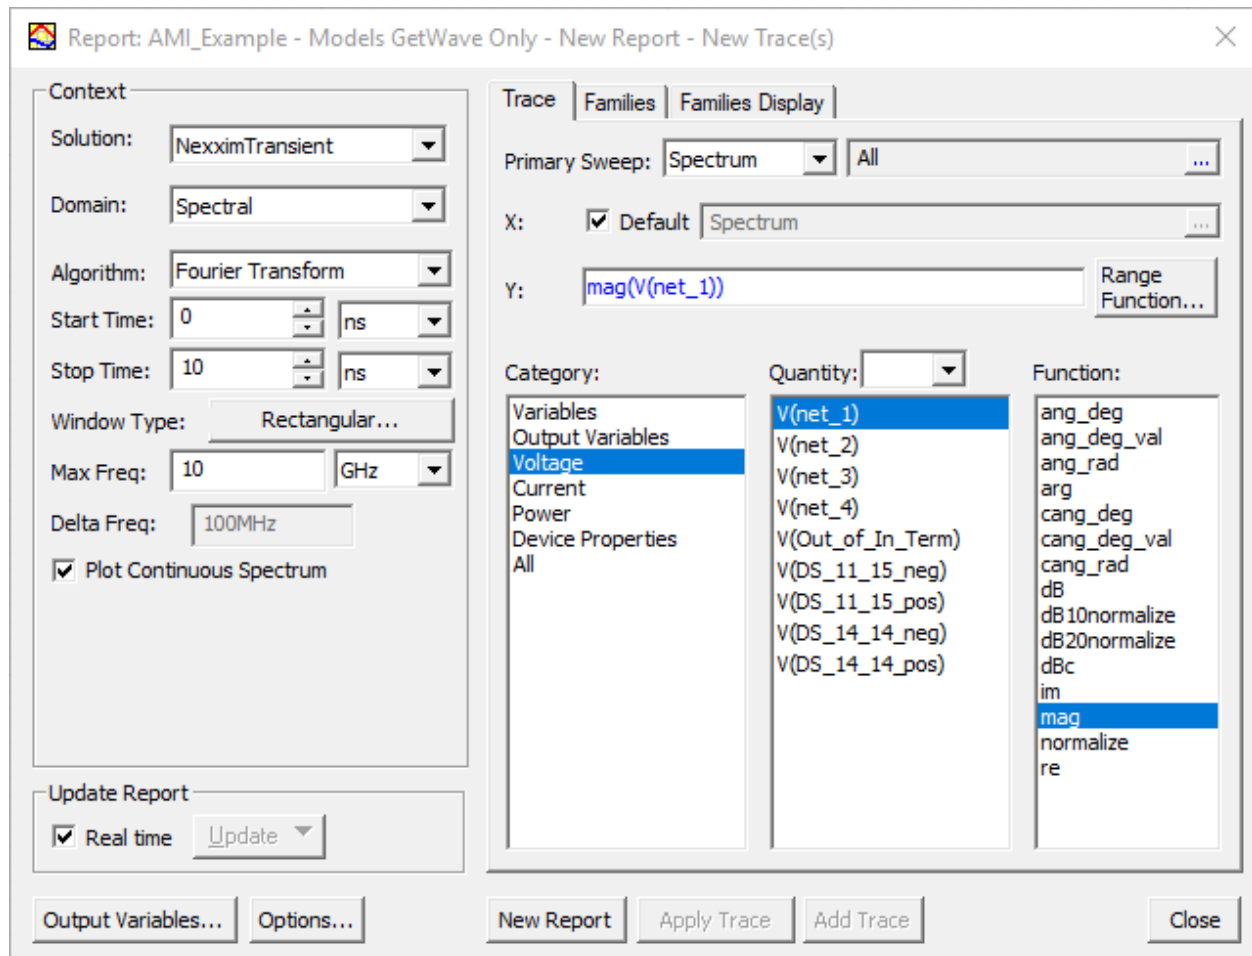 Report: AMI_Example - Models GetWave Only - New Report - New Trace(s)
Context
Solution: NexximTransient
Domain: Spectral
Algorithm: Fourier Transform
Start Time: 0 ns
Stop Time: 10 ns
Window Type: Rectangular...
Max Freq: 10 GHz
Delta Freq: 100MHz
Plot Continuous Spectrum
Update Report
Real time Update
Output Variables... Options...
Trace Families Families Display
Primary Sweep: Spectrum All ...
X: Default Spectrum ...
Y: mag(V(net_1)) Range
Function...
Category:
Variables
Output Variables
Voltage
Current
Power
Device Properties
All
Quantity:
V(net_1)
V(net_2)
V(net_3)
V(net_4)
V(Out_of_In_Term)
V(DS_11_15_neg)
V(DS_11_15_pos)
V(DS_14_14_neg)
V(DS_14_14_pos)
Function:
ang_deg
ang_deg_val
ang_rad
arg
cang_deg
cang_deg_val
cang_rad
dB
dB10normalize
dB20normalize
dBc
im
mag
normalize
re
New Report Apply Trace Add Trace Close